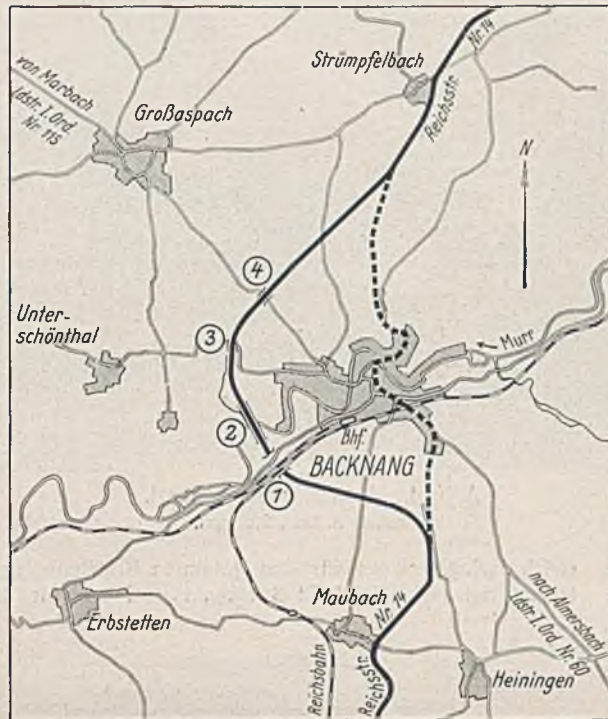 Nr. 14
Strümpfelbach
von Marbach
ldstr. I. Ord
Nr. 115
Großaspach
Reichsstr.
N
4
Unter-
schönthal
3
Murr
2
Bhf.
BACKNANG
1
Maubach
Nr. 14
nach Almersbach
Ldstr. I. Ord. Nr. 60
Erbstetten
Reichsbahn
Reichsstr.
Heiningen